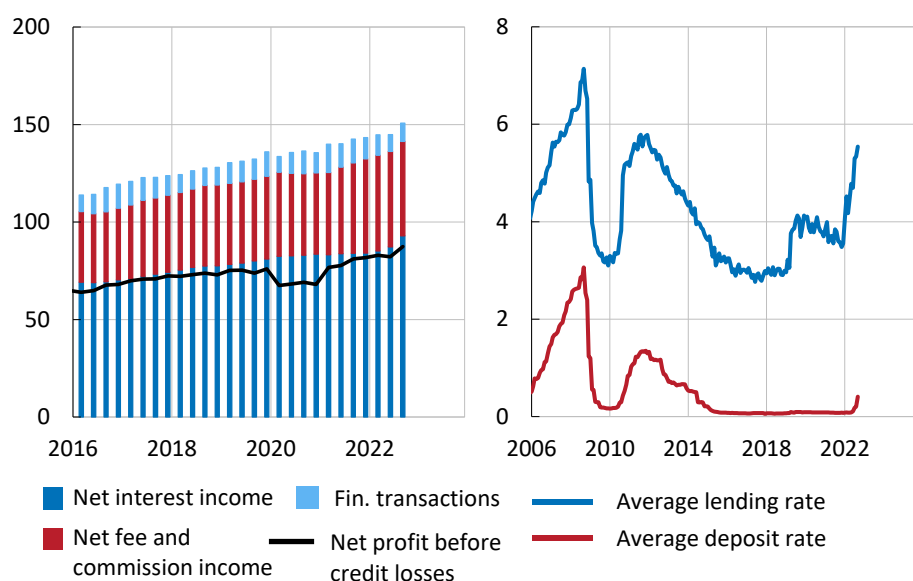 200
150
100
50
0
2016
2018
2020
2022
8
6
4
2
0
2006
2010
2014
2018
2022
Net interest income
Fin. transactions
Net fee and
commission income
Net profit before
credit losses
Average lending rate
Average deposit rate